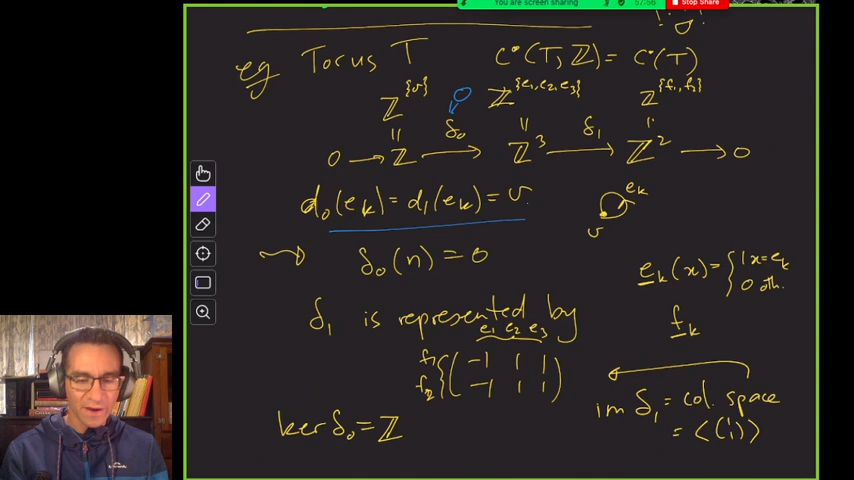 You are screen sharing 57:56 Stop Share
eg Torus T C•(T; ℤ) = C•(T)
ℤ^{v} ℤ^{e₁,e₂,e₃} ℤ^{f₁,f₂}
0 → ℤ →δ₀ ℤ³ →δ₁ ℤ² → 0
d₀(eₖ) = d₁(eₖ) = v.
eₖ
v
⇝ δ₀(n) = 0
eₖ(x) = { 1 x=eₖ
0 oth.
fₖ
δ₁ is represented by
e₁ e₂ e₃
f₁ ( -1 1 1
f₂ -1 1 1 )
im δ₁ = col. space
= <(1 1)>
ker δ₀ = ℤ